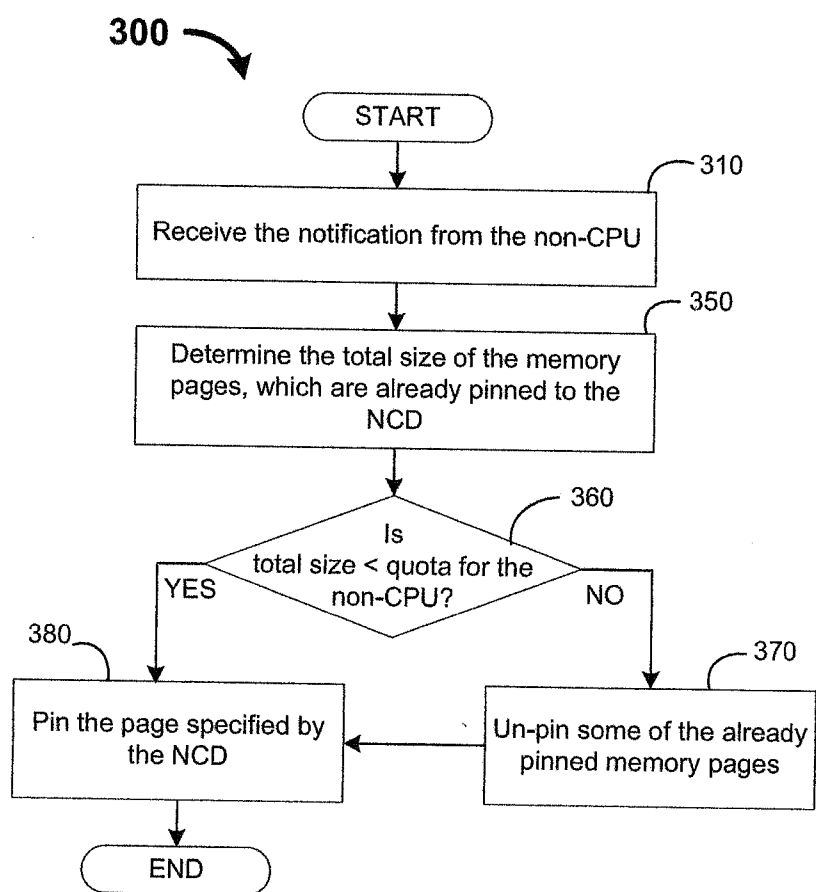 300
START
310
Receive the notification from the non-CPU
350
Determine the total size of the memory
pages, which are already pinned to the
NCD
360
Is
total size < quota for the
non-CPU?
YES
NO
380
370
Pin the page specified by
the NCD
Un-pin some of the already
pinned memory pages
END